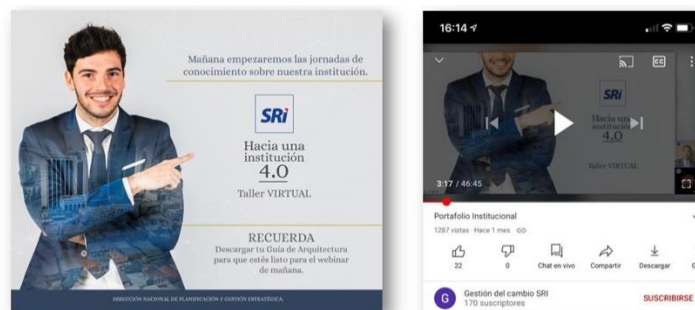 Mañana empezaremos las jornadas de
conocimiento sobre nuestra institución.
SRi
Hacia una
institución
4.0
Taller VIRTUAL
RECUERDA
Descargar tu Guía de Arquitectura
para que estés listo para el webinar
de mañana.
DIRECCIÓN NACIONAL DE PLANIFICACIÓN Y GESTIÓN ESTRATÉGICA.
16:14
CC
SRi
Hacia una
institución
4.0
Taller VIRTUAL
3:17 / 46:45
Portafolio Institucional
1287 vistas · Hace 1 mes
22
0
Chat en vivo
Compartir
Descargar
G
Gestión del cambio SRI
170 suscriptores
SUSCRIBIRSE